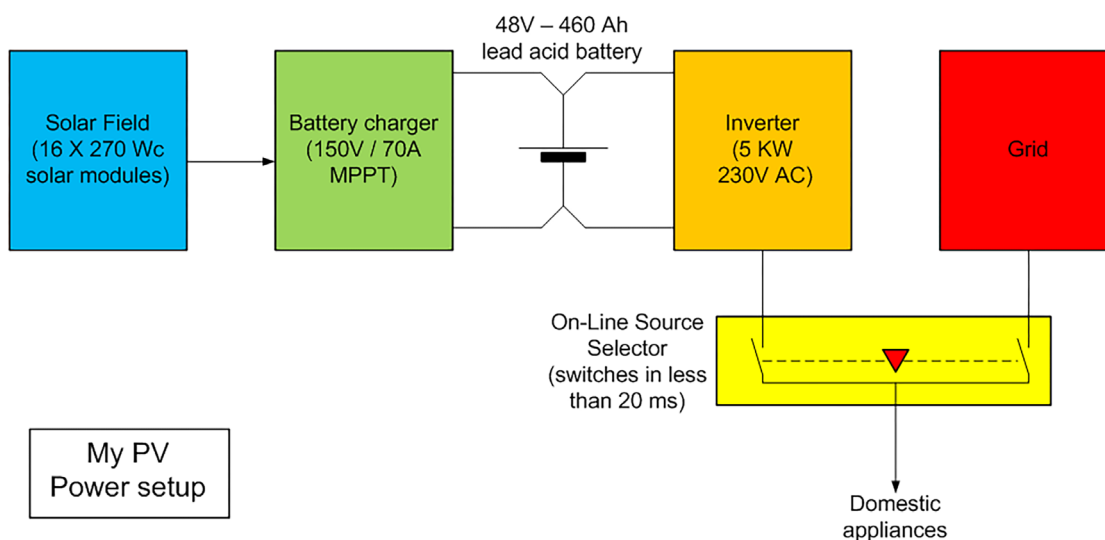 48V – 460 Ah
lead acid battery
Solar Field
(16 X 270 Wc
solar modules)
Battery charger
(150V / 70A
MPPT)
Inverter
(5 KW
230V AC)
Grid
On-Line Source
Selector
(switches in less
than 20 ms)
My PV
Power setup
Domestic
appliances